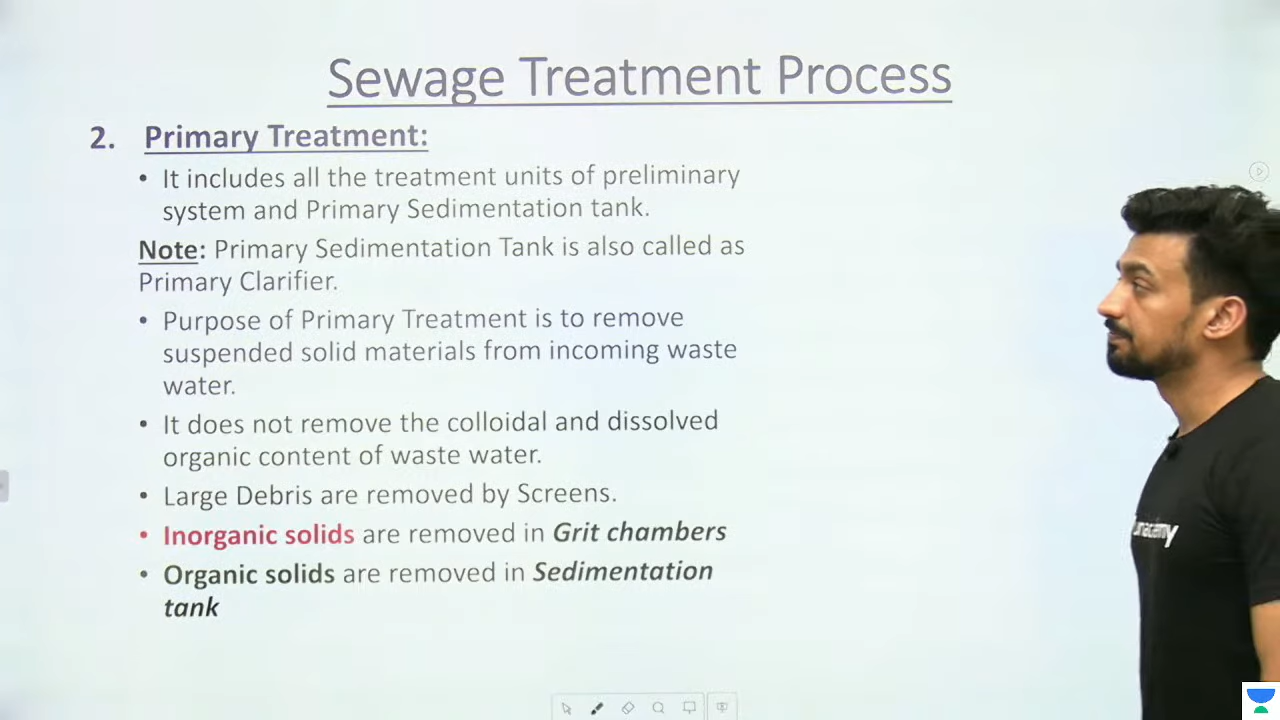 Sewage Treatment Process
2. Primary Treatment:
• It includes all the treatment units of preliminary
system and Primary Sedimentation tank.
Note: Primary Sedimentation Tank is also called as
Primary Clarifier.
• Purpose of Primary Treatment is to remove
suspended solid materials from incoming waste
water.
• It does not remove the colloidal and dissolved
organic content of waste water.
• Large Debris are removed by Screens.
• Inorganic solids are removed in Grit chambers
• Organic solids are removed in Sedimentation
tank